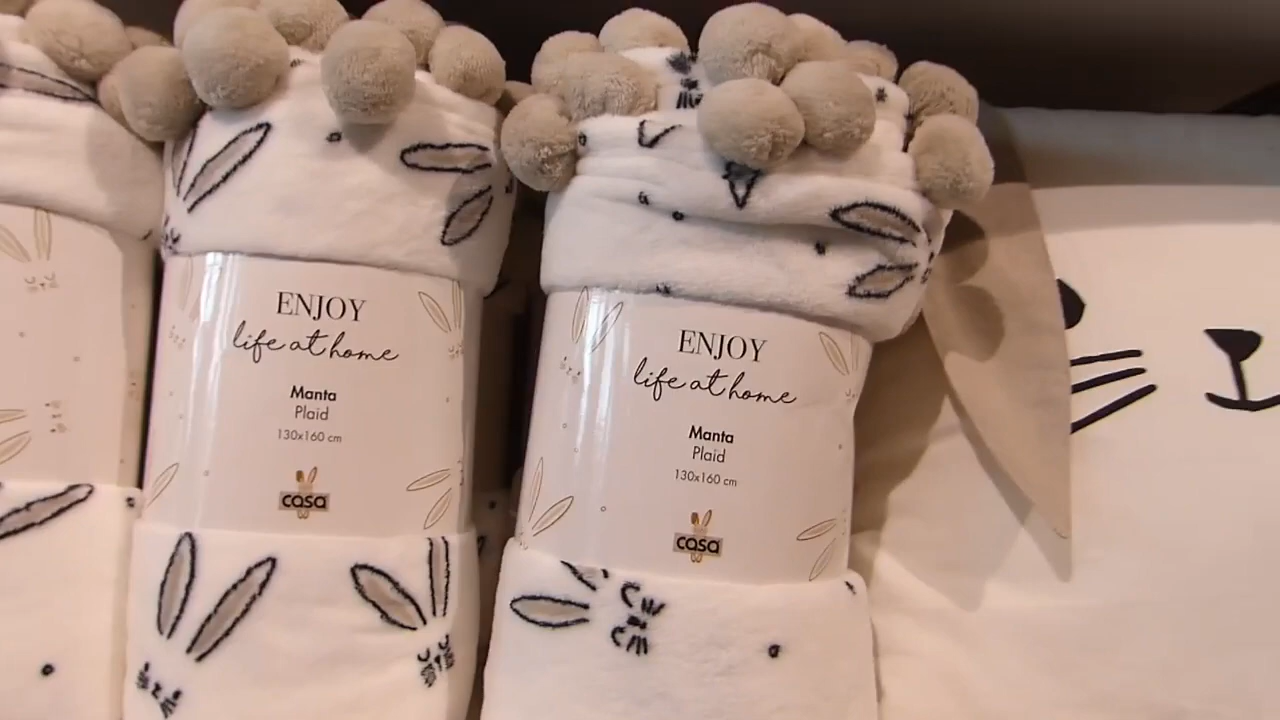 ENJOY
life at home
Manta
Plaid
130x160 cm
casa
ENJOY
life at home
Manta
Plaid
130x160 cm
casa